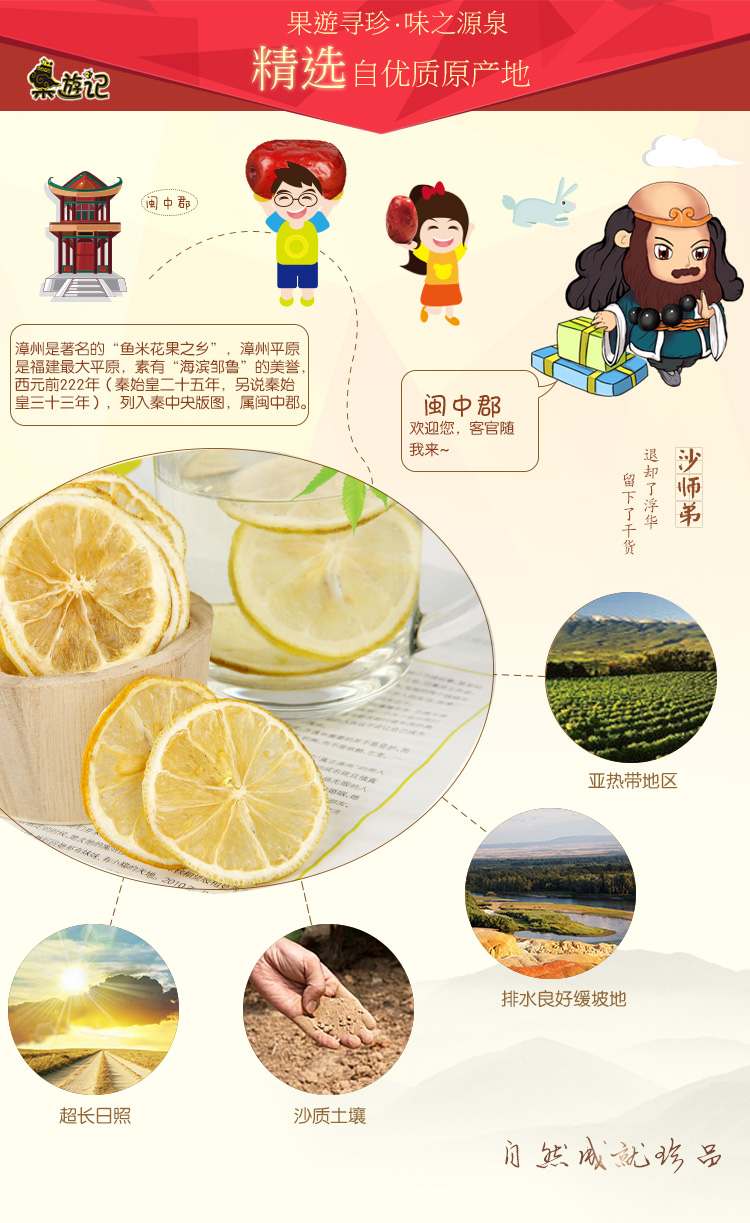 果遊寻珍·味之源泉
精选自优质原产地
果遊记
闽中郡
漳州是著名的“鱼米花果之乡”，漳州平原
是福建最大平原，素有“海滨邹鲁”的美誉，
西元前222年（秦始皇二十五年，另说秦始
皇三十三年），列入秦中央版图，属闽中郡。
闽中郡
欢迎您，客官随
我来~
沙师弟
退却了浮华
留下了干货
亚热带地区
排水良好缓坡地
超长日照
沙质土壤
自然成就珍品